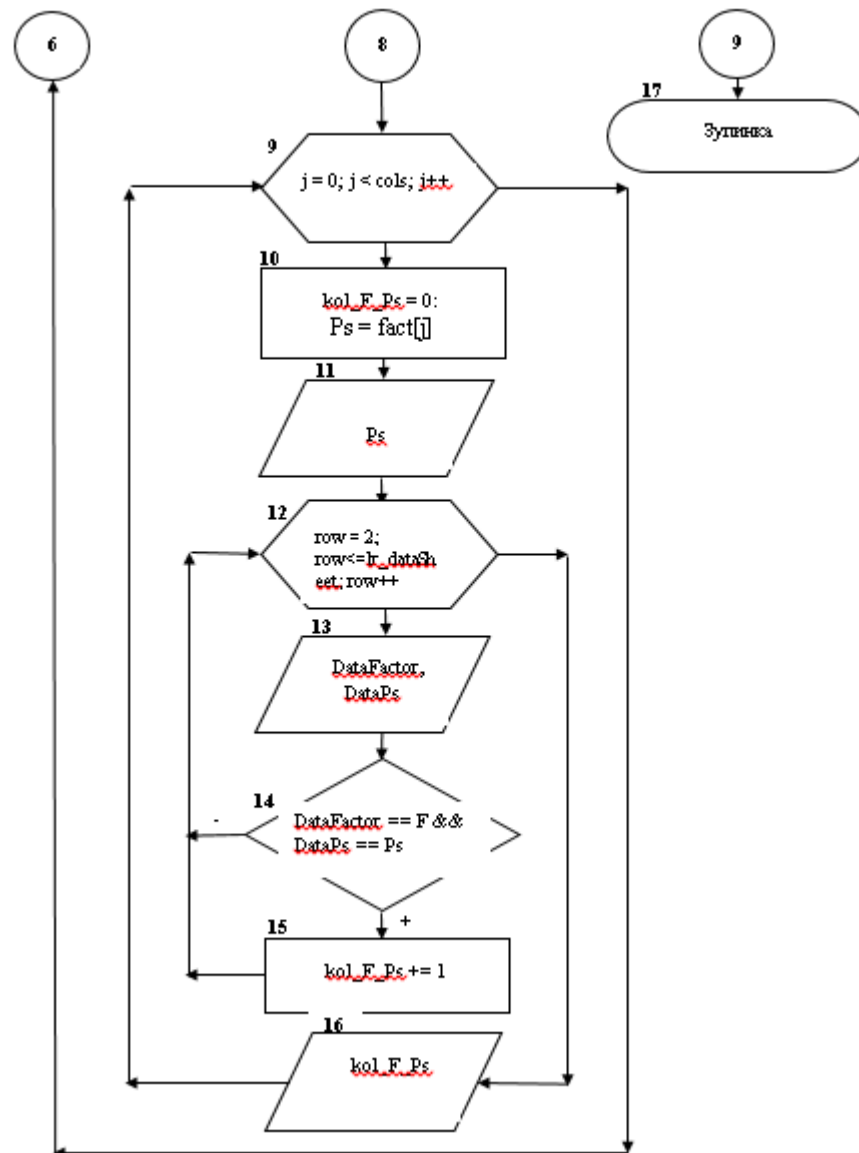 6
8
9
17
Зупинка
9
j = 0; j < cols; j++
10
kol_F_Ps = 0:
Ps = fact[j]
11
Ps
12
row = 2;
row<=lr_dataSh
eet; row++
13
DataFactor,
DataPs
14
DataFactor == F &&
DataPs == Ps
-
+
15
kol_F_Ps += 1
16
kol_F_Ps